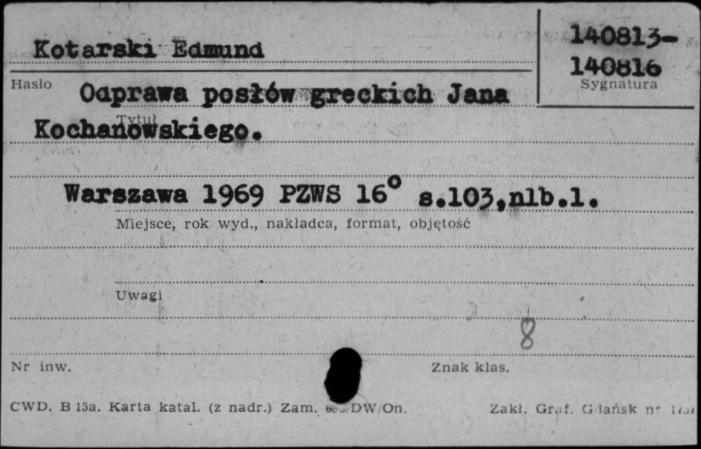 Kotarski Edmund
140813-
140816
Sygnatura
Hasło
Odprawa posłów greckich Jana
Tytuł
Kochanowskiego.
Warszawa 1969 PZWS 16° s.103,nlb.1.
Miejsce, rok wyd., nakładca, format, objętość
Uwagi
8
Nr inw.
Znak klas.
CWD. B 15a. Karta katal. (z nadr.) Zam. DW/On.
Zakł. Graf. Gdańsk nr